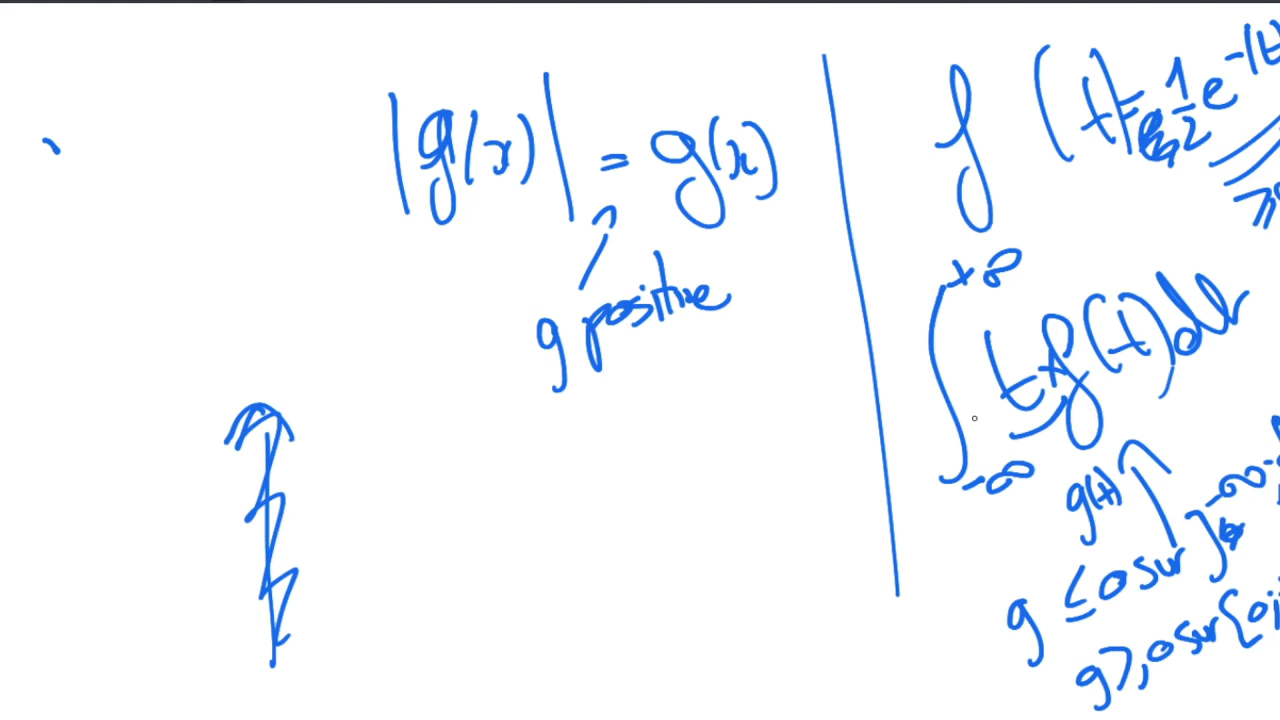 |g(x)| = g(x)
g positive
f(t) = 1/2 e^-|t
≥
∫_-∞^+∞ t f(t) dt
g(t)
g ≤ 0 sur ]-∞
g ≥ 0 sur [0;